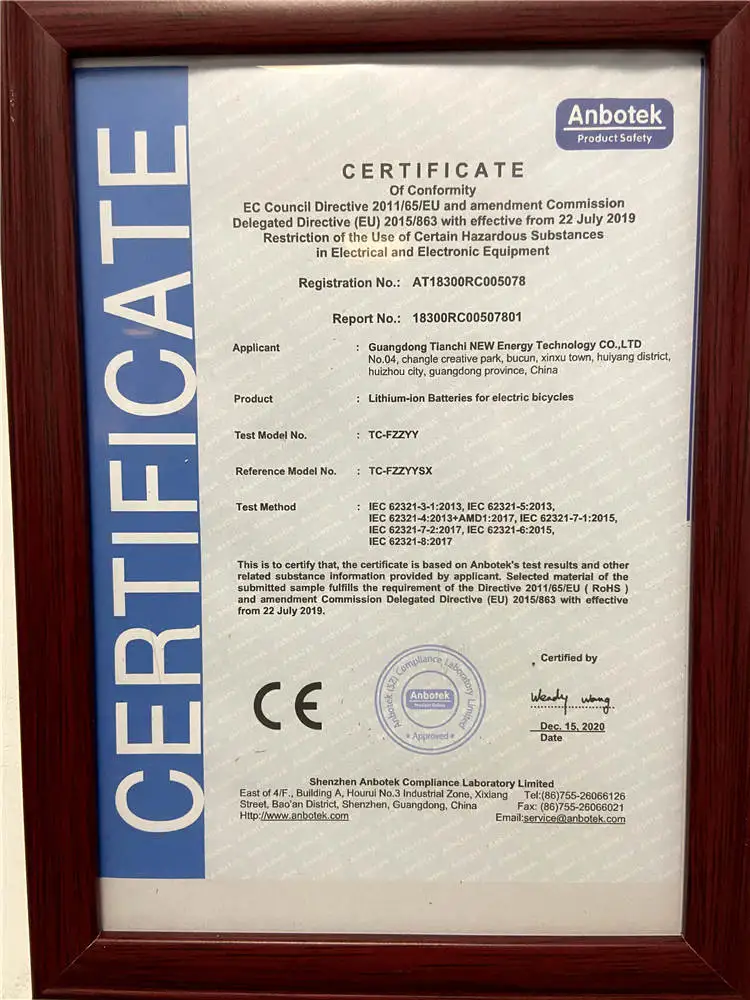 CERTIFICATE
Anbotek
Product Safety
CERTIFICATE
Of Conformity
EC Council Directive 2011/65/EU and amendment Commission
Delegated Directive (EU) 2015/863 with effective from 22 July 2019
Restriction of the Use of Certain Hazardous Substances
in Electrical and Electronic Equipment
Registration No.: AT18300RC005078
Report No.: 18300RC00507801
Applicant : Guangdong Tianchi NEW Energy Technology CO.,LTD
No.04, changle creative park, bucun, xinxu town, huiyang district,
huizhou city, guangdong province, China
Product : Lithium-ion Batteries for electric bicycles
Test Model No. : TC-FZZYY
Reference Model No. : TC-FZZYYSX
Test Method : IEC 62321-3-1:2013, IEC 62321-5:2013,
IEC 62321-4:2013+AMD1:2017, IEC 62321-7-1:2015,
IEC 62321-7-2:2017, IEC 62321-6:2015,
IEC 62321-8:2017
This is to certify that, the certificate is based on Anbotek's test results and other
related substance information provided by applicant. Selected material of the
submitted sample fulfills the requirement of the Directive 2011/65/EU ( RoHS )
and amendment Commission Delegated Directive (EU) 2015/863 with effective
from 22 July 2019.
CE
Anbotek (SZ) Compliance Laboratory Limited
Anbotek
Product Safety
* Approved *
Certified by
Wendy wang
Dec. 15, 2020
Date
Shenzhen Anbotek Compliance Laboratory Limited
East of 4/F., Building A, Hourui No.3 Industrial Zone, Xixiang Tel:(86)755-26066126
Street, Bao'an District, Shenzhen, Guangdong, China Fax: (86)755-26066021
Http://www.anbotek.com Email:service@anbotek.com